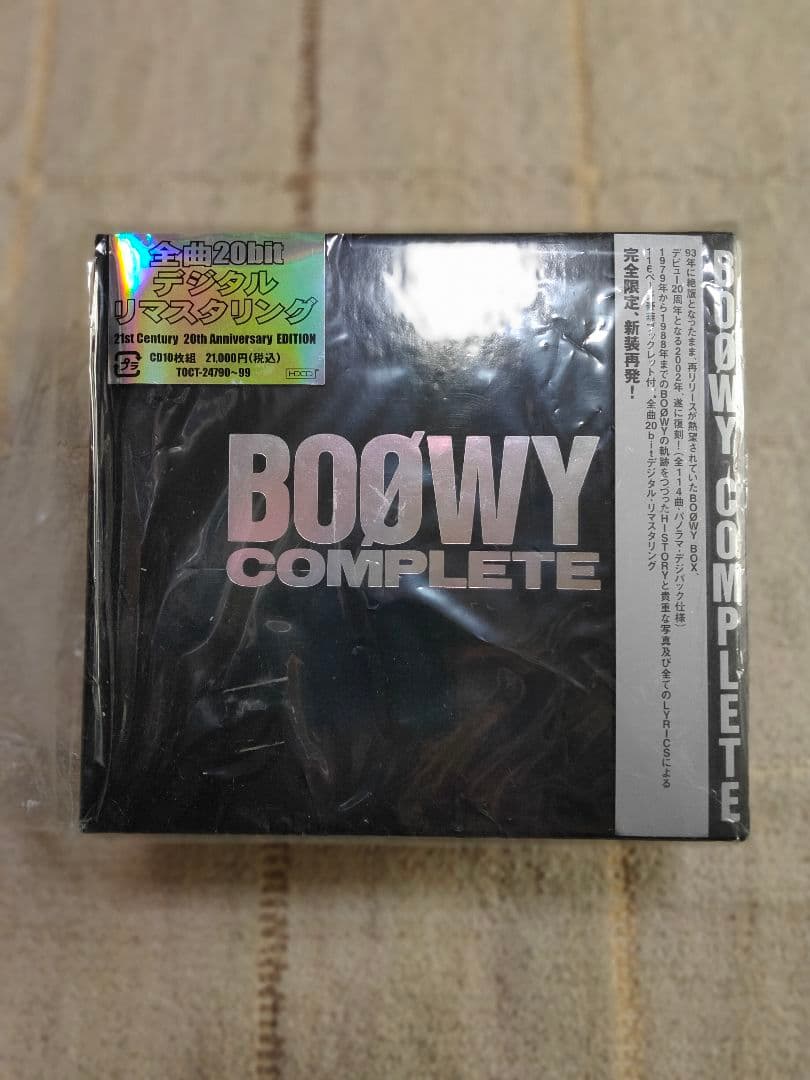 全曲20bit
デジタル
リマスタリング
21st Century 20th Anniversary EDITION
プラ
CD10枚組 21,000円(税込)
TOCT-24790~99
HDCD
BOØWY
COMPLETE
93年に絶版となったまま、再リリースが熱望されていたBOØWY BOX、
デビュー20周年となる2002年、遂に復刻!(全114曲・パノラマ・デジパック仕様)
1979年から1988年までのBOØWYの軌跡をつづったHISTORYと貴重な写真及び全てのLYRICSによる
116ページ豪華ブックレット付、全曲20bitデジタル・リマスタリング
完全限定、新装再発!
BOØWY COMPLETE